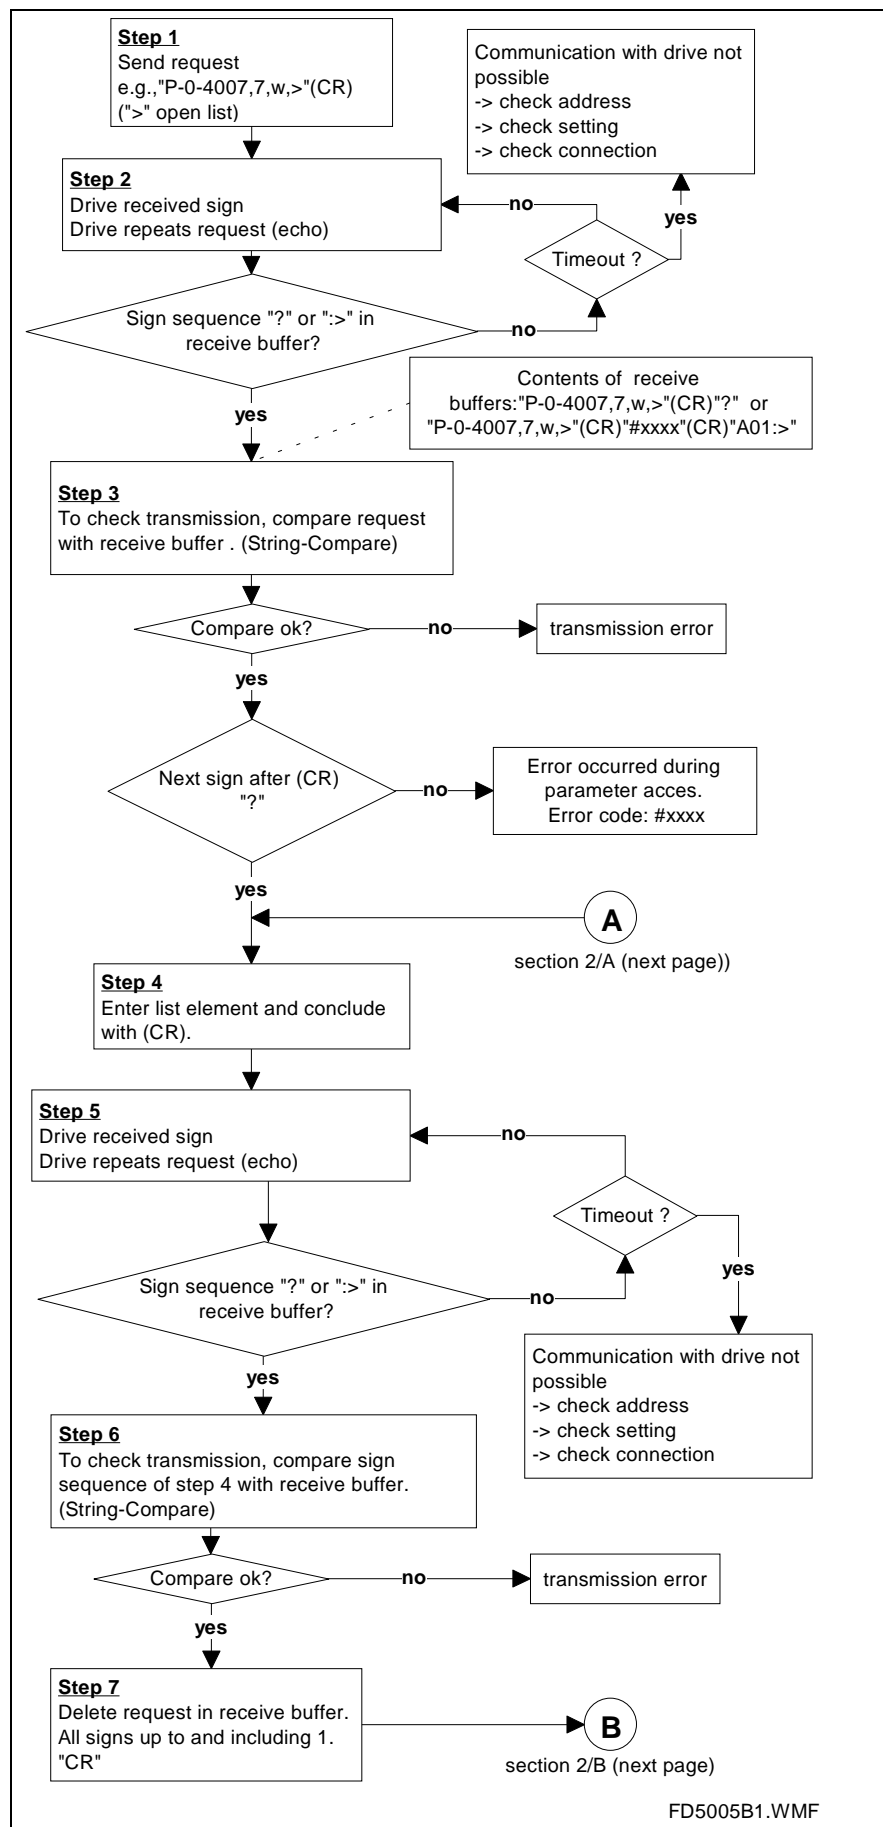 Step 1
Send request
e.g.,"P-0-4007,7,w,>"(CR)
(">" open list)
Communication with drive not
possible
-> check address
-> check setting
-> check connection
Step 2
Drive received sign
Drive repeats request (echo)
no
yes
Timeout ?
Sign sequence "?" or ":>" in
receive buffer?
no
yes
Contents of receive
buffers:"P-0-4007,7,w,>"(CR)"?" or
"P-0-4007,7,w,>"(CR)"#xxxx"(CR)"A01:>"
Step 3
To check transmission, compare request
with receive buffer . (String-Compare)
Compare ok?
no
transmission error
yes
Next sign after (CR)
"?"
no
Error occurred during
parameter acces.
Error code: #xxxx
yes
A
section 2/A (next page))
Step 4
Enter list element and conclude
with (CR).
Step 5
Drive received sign
Drive repeats request (echo)
no
Timeout ?
yes
Sign sequence "?" or ":>" in
receive buffer?
no
yes
Communication with drive not
possible
-> check address
-> check setting
-> check connection
Step 6
To check transmission, compare sign
sequence of step 4 with receive buffer.
(String-Compare)
Compare ok?
no
transmission error
yes
Step 7
Delete request in receive buffer.
All signs up to and including 1.
"CR"
B
section 2/B (next page)
FD5005B1.WMF